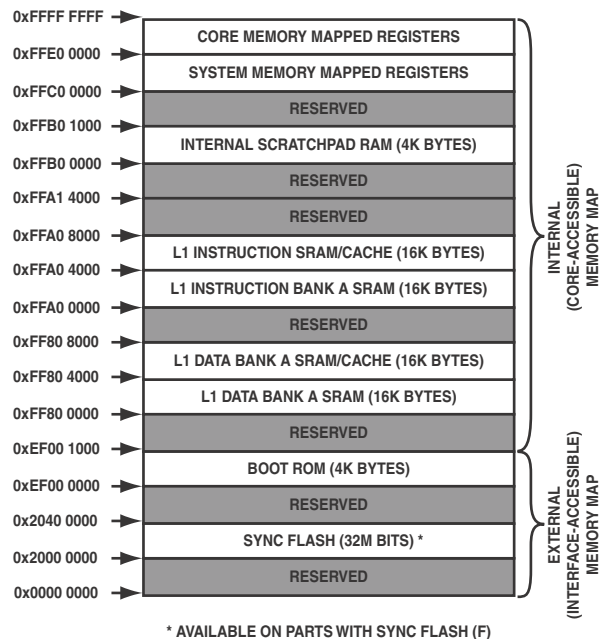 0xFFFF FFFF
CORE MEMORY MAPPED REGISTERS
0xFFE0 0000
SYSTEM MEMORY MAPPED REGISTERS
0xFFC0 0000
RESERVED
0xFFB0 1000
INTERNAL SCRATCHPAD RAM (4K BYTES)
0xFFB0 0000
RESERVED
0xFFA1 4000
RESERVED
0xFFA0 8000
L1 INSTRUCTION SRAM/CACHE (16K BYTES)
0xFFA0 4000
L1 INSTRUCTION BANK A SRAM (16K BYTES)
0xFFA0 0000
RESERVED
0xFF80 8000
L1 DATA BANK A SRAM/CACHE (16K BYTES)
0xFF80 4000
L1 DATA BANK A SRAM (16K BYTES)
0xFF80 0000
RESERVED
0xEF00 1000
BOOT ROM (4K BYTES)
0xEF00 0000
RESERVED
0x2040 0000
SYNC FLASH (32M BITS) *
0x2000 0000
RESERVED
0x0000 0000
INTERNAL
(CORE-ACCESSIBLE)
MEMORY MAP
EXTERNAL
(INTERFACE-ACCESSIBLE)
MEMORY MAP
* AVAILABLE ON PARTS WITH SYNC FLASH (F)